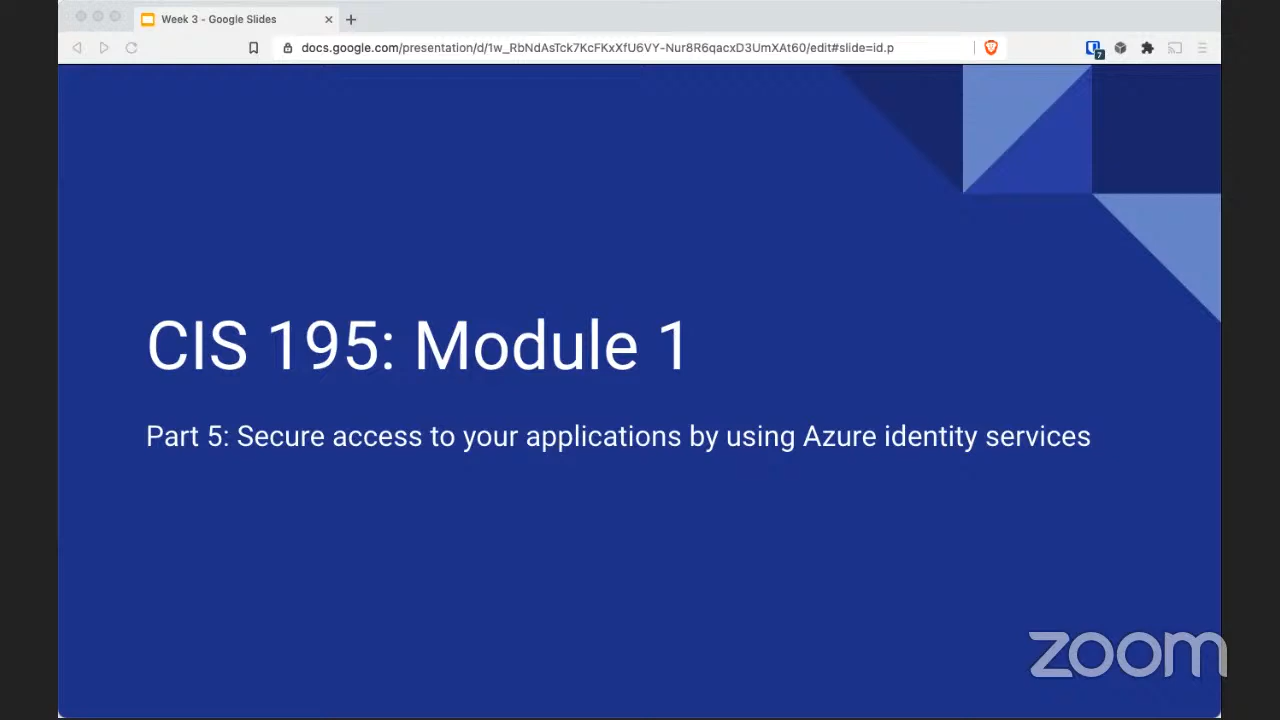 Week 3 - Google Slides
docs.google.com/presentation/d/1w_RbNdAsTck7KcFKxXfU6VY-Nur8R6qacxD3UmXAt60/edit#slide=id.p
7
CIS 195: Module 1
Part 5: Secure access to your applications by using Azure identity services
zoom